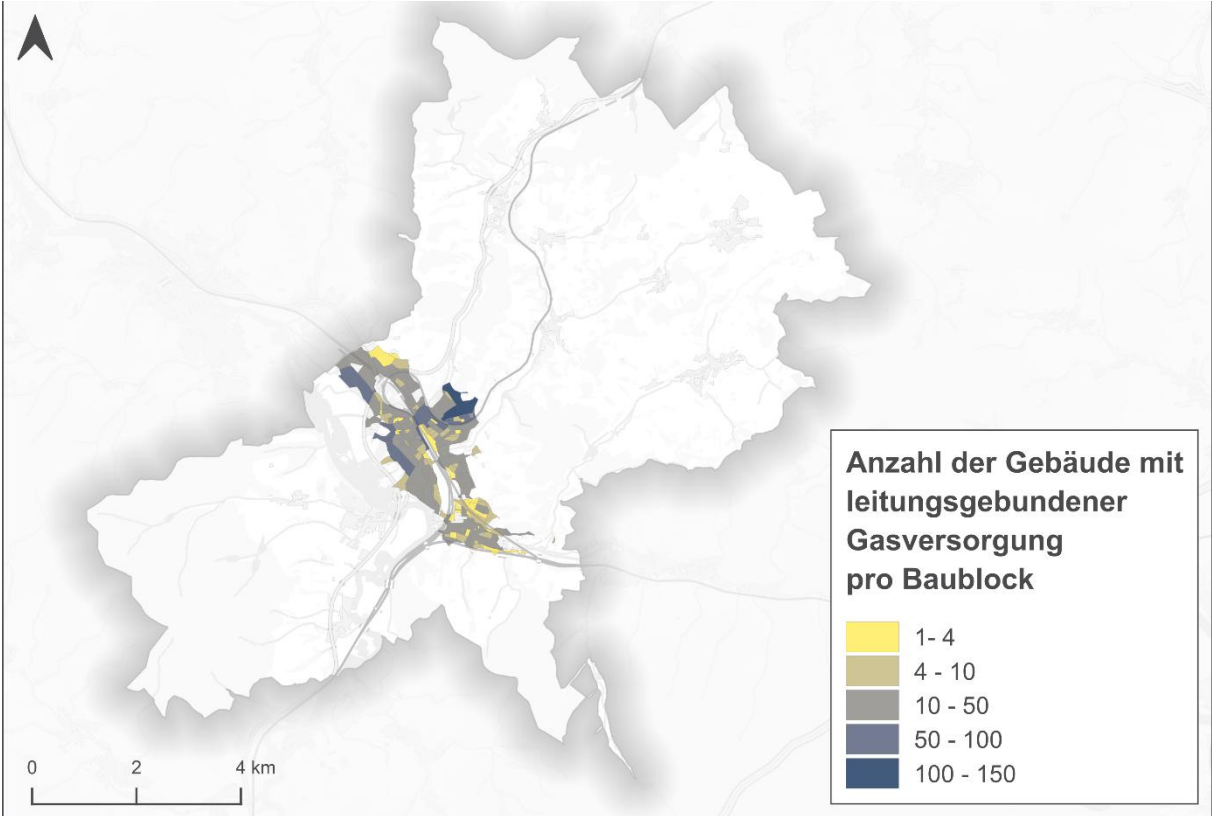 Anzahl der Gebäude mit
leitungsgebundener
Gasversorgung
pro Baublock
1- 4
4 - 10
10 - 50
50 - 100
100 - 150
0 2 4 km